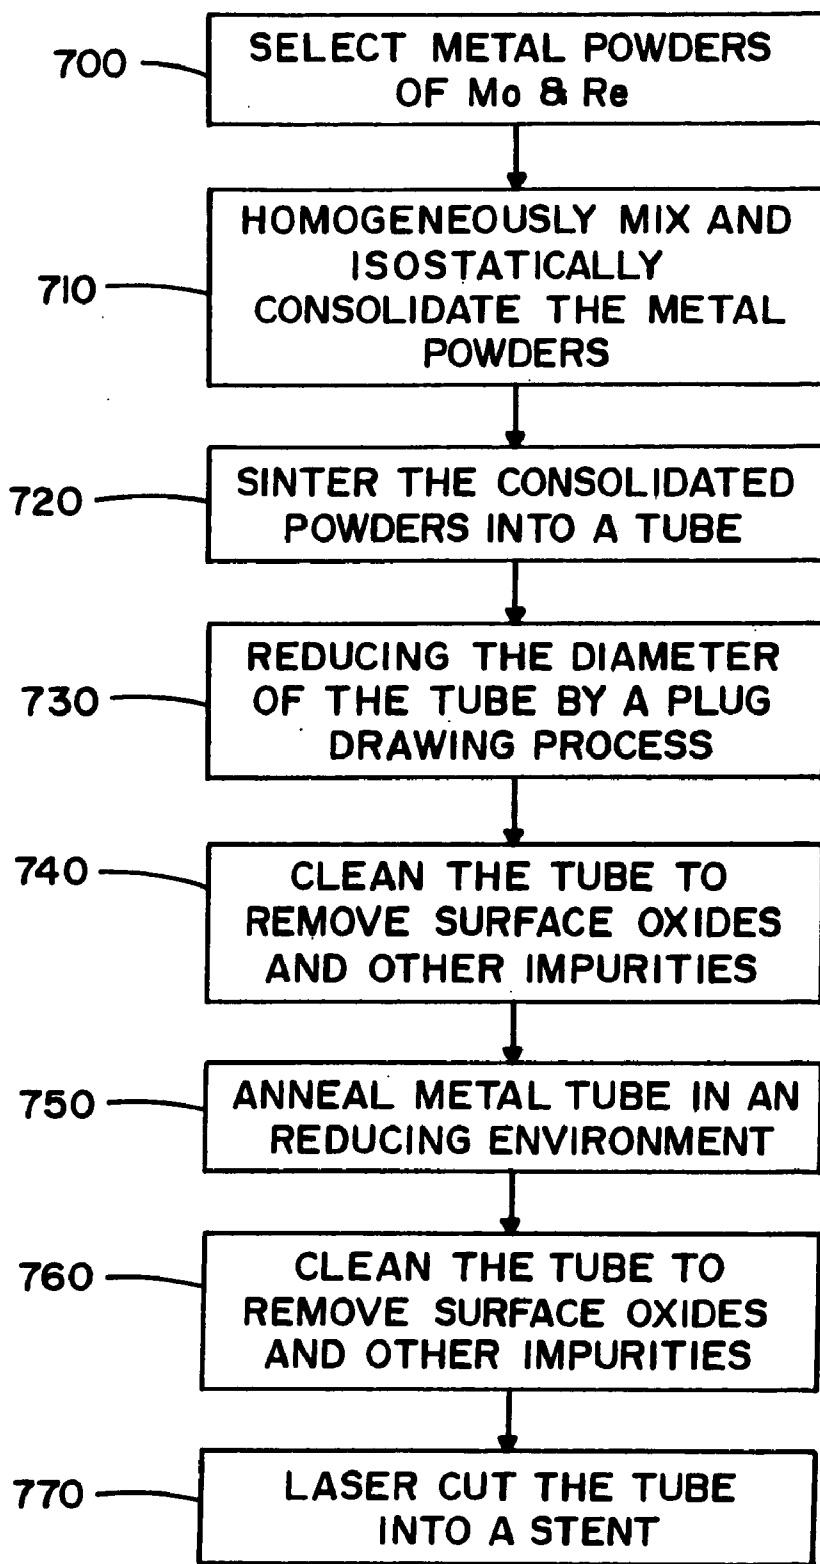 700
SELECT METAL POWDERS
OF Mo & Re
710
HOMOGENEOUSLY MIX AND
ISOSTATICALLY
CONSOLIDATE THE METAL
POWDERS
720
SINTER THE CONSOLIDATED
POWDERS INTO A TUBE
730
REDUCING THE DIAMETER
OF THE TUBE BY A PLUG
DRAWING PROCESS
740
CLEAN THE TUBE TO
REMOVE SURFACE OXIDES
AND OTHER IMPURITIES
750
ANNEAL METAL TUBE IN AN
REDUCING ENVIRONMENT
760
CLEAN THE TUBE TO
REMOVE SURFACE OXIDES
AND OTHER IMPURITIES
770
LASER CUT THE TUBE
INTO A STENT